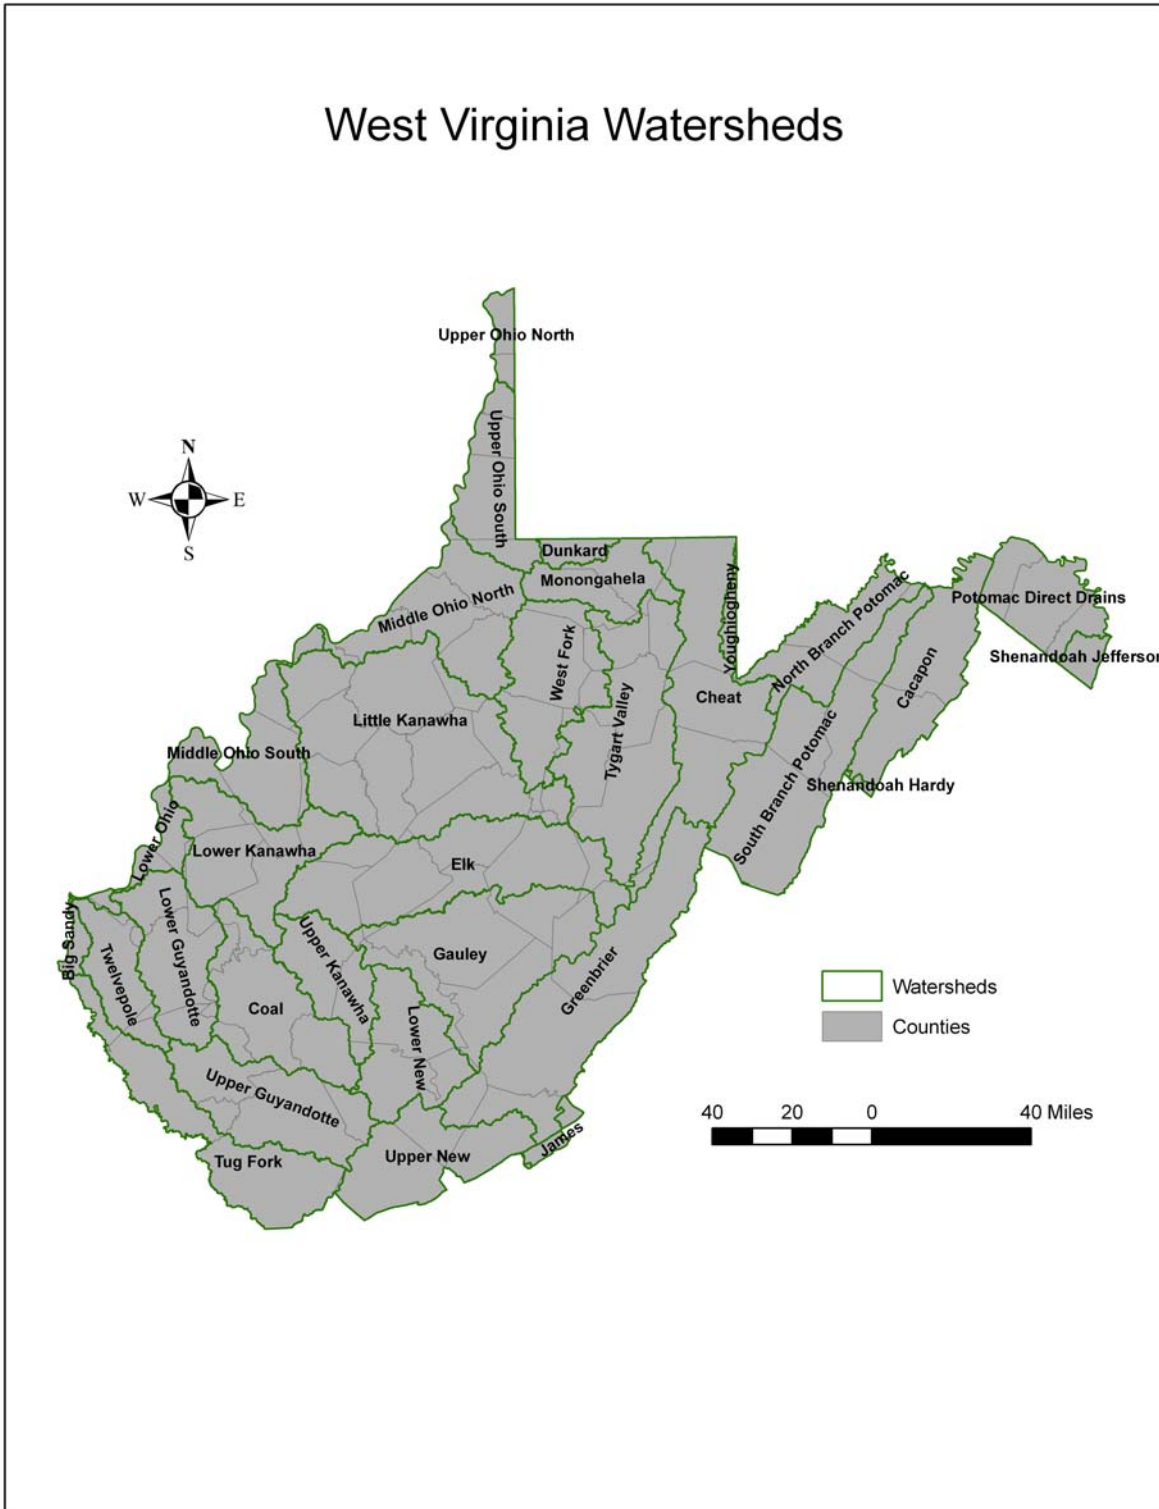 West Virginia Watersheds
Upper Ohio North
Upper Ohio South
N
W
E
S
Dunkard
Monongahela
Youghiogheny
North Branch Potomac
Potomac Direct Drains
Middle Ohio North
West Fork
Shenandoah Jefferson
Cacapon
Cheat
Little Kanawha
Tygart Valley
Middle Ohio South
South Branch Potomac
Shenandoah Hardy
Lower Ohio
Lower Kanawha
Elk
Big Sandy
Twelvepole
Lower Guyandotte
Upper Kanawha
Gauley
Greenbrier
Coal
Lower New
Watersheds
Counties
Upper Guyandotte
40 20 0 40 Miles
James
Tug Fork
Upper New